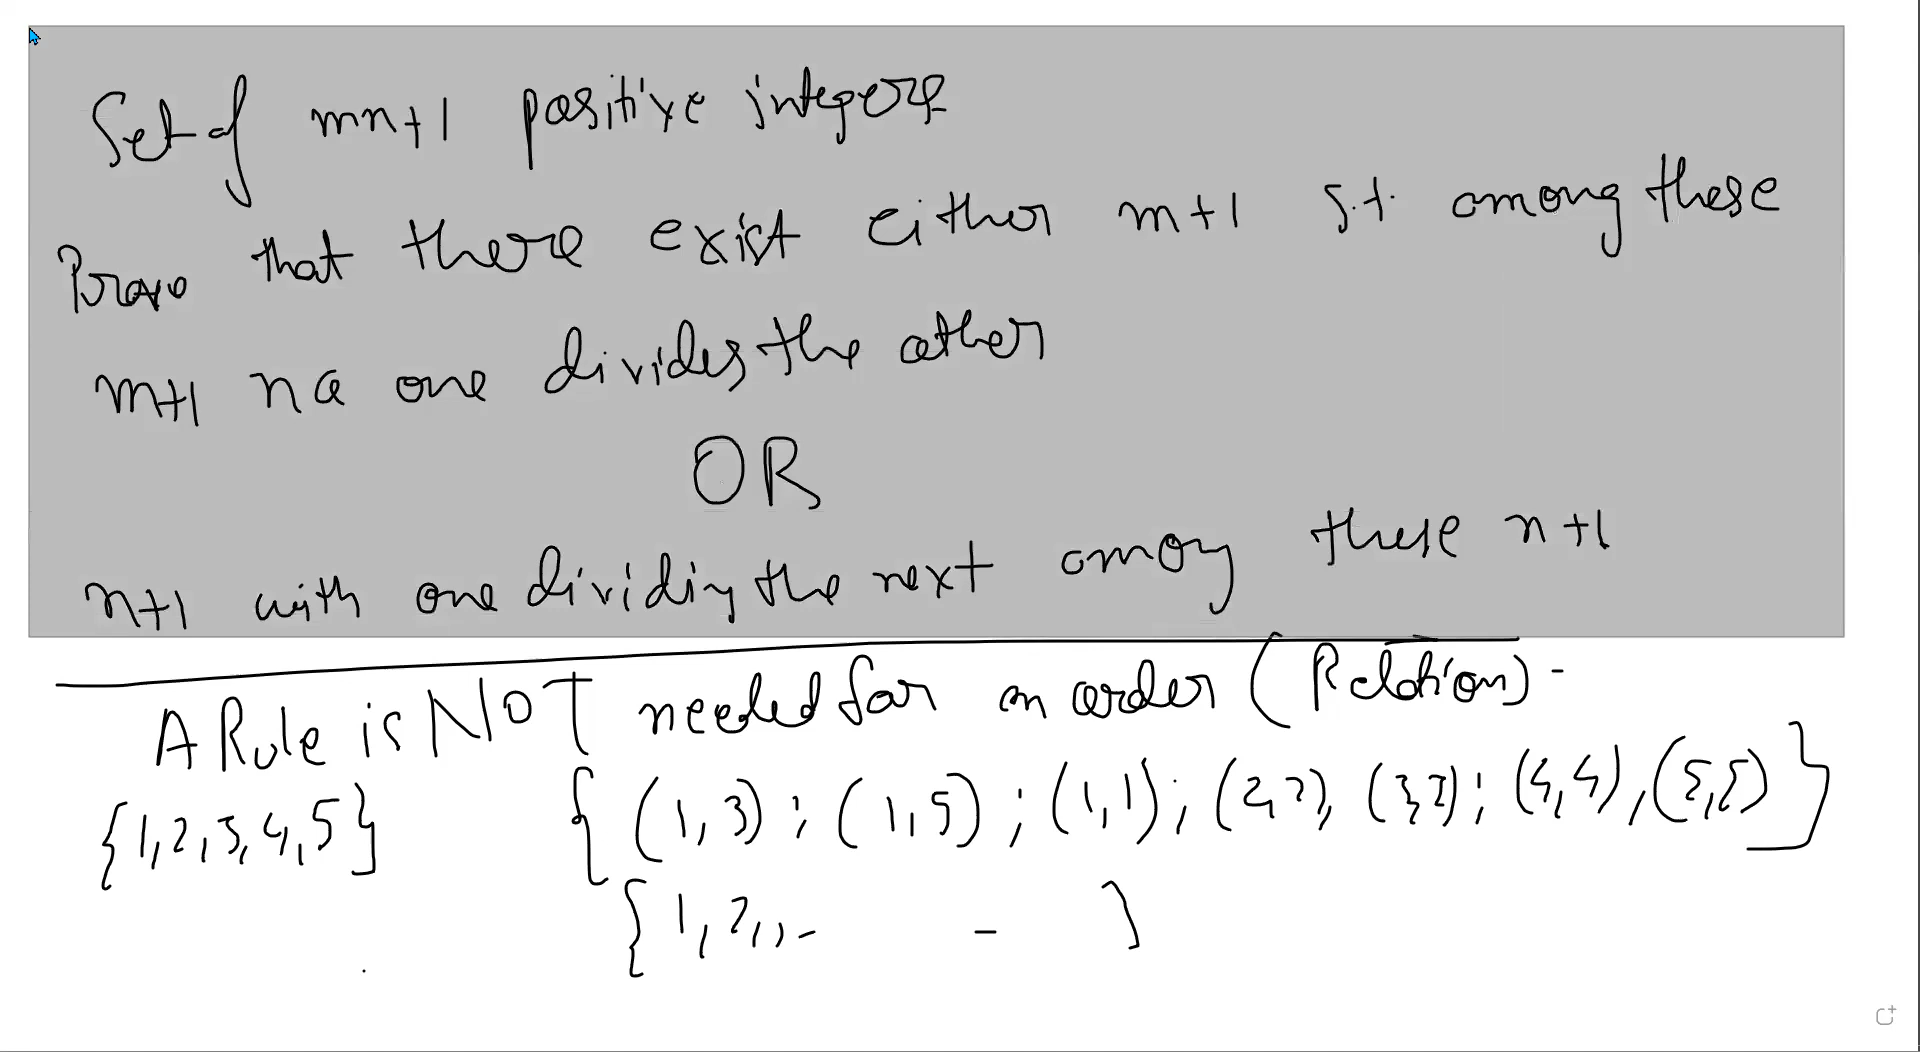 Set of mn+1 positive integers
Prove that there exist either m+1 s.t. among these
m+1 no one divides the other
OR
n+1 with one dividing the next among these n+1
A Rule is NOT needed for an order (Relation) -
{1,2,3,4,5} {(1,3); (1,5); (1,1); (2,2), (3,3); (4,4), (5,5)}
{1,2,,- - }